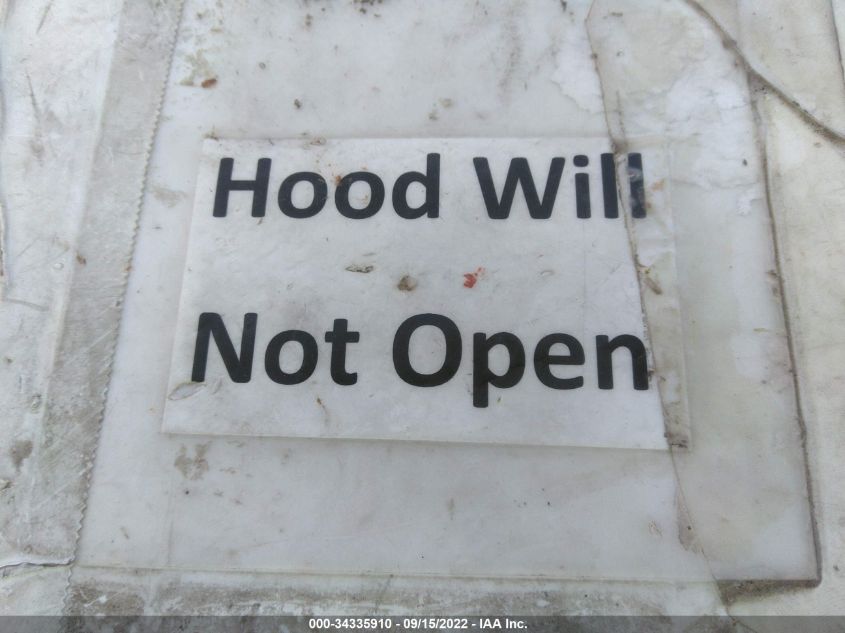 Hood Will
Not Open
000-34335910 - 09/15/2022 - IAA Inc.